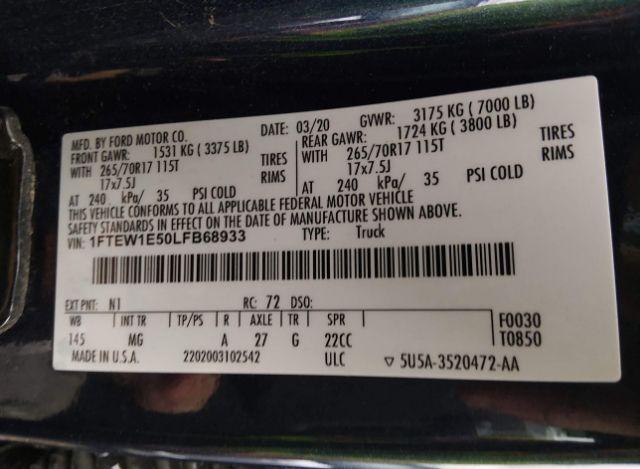 MFD. BY FORD MOTOR CO.
DATE: 03/20 GVWR: 3175 KG ( 7000 LB)
FRONT GAWR: 1531 KG ( 3375 LB) REAR GAWR: 1724 KG ( 3800 LB)
WITH 265/70R17 115T TIRES WITH 265/70R17 115T TIRES
17x7.5J RIMS 17x7.5J RIMS
AT 240 kPa/ 35 PSI COLD AT 240 kPa/ 35 PSI COLD
THIS VEHICLE CONFORMS TO ALL APPLICABLE FEDERAL MOTOR VEHICLE
SAFETY STANDARDS IN EFFECT ON THE DATE OF MANUFACTURE SHOWN ABOVE.
VIN: 1FTEW1E50LFB68933 TYPE: Truck
EXT PNT: N1 RC: 72 DSO:
WB INT TR TP/PS R AXLE TR SPR F0030
145 MG A 27 G 22CC T0850
MADE IN U.S.A. 2202003102542 ULC ▽ 5U5A-3520472-AA